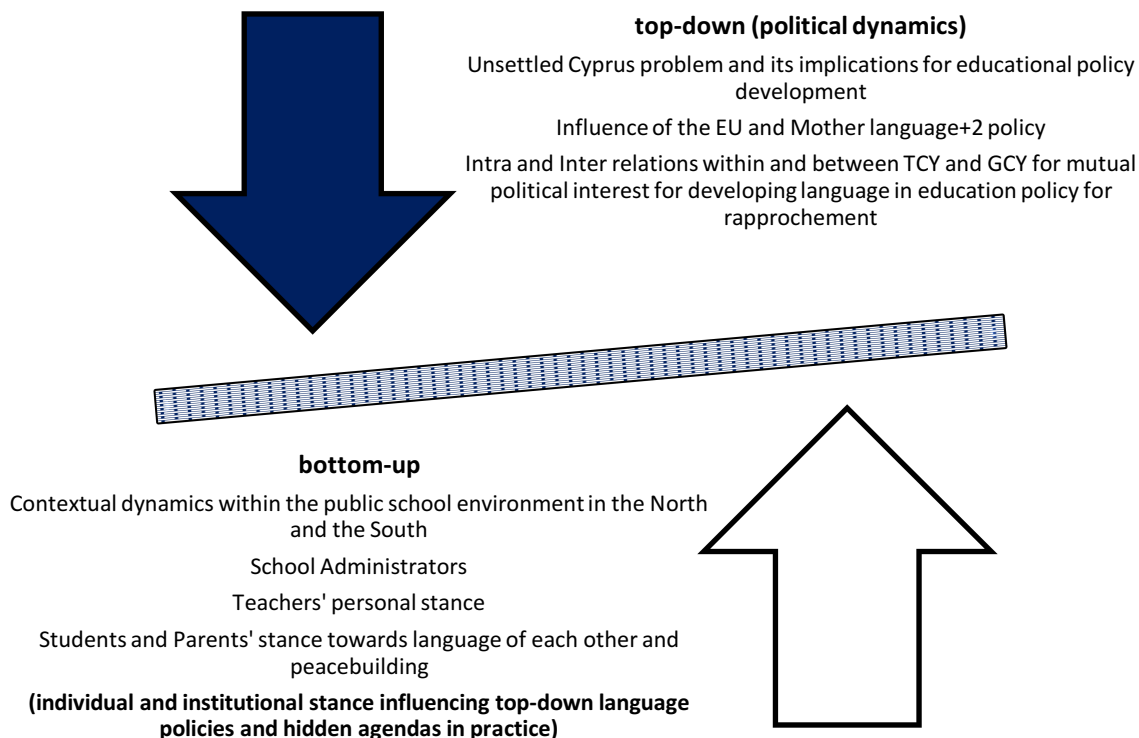 top-down (political dynamics)
Unsettled Cyprus problem and its implications for educational policy
development
Influence of the EU and Mother language+2 policy
Intra and Inter relations within and between TCY and GCY for mutual
political interest for developing language in education policy for
rapprochement
bottom-up
Contextual dynamics within the public school environment in the North
and the South
School Administrators
Teachers' personal stance
Students and Parents' stance towards language of each other and
peacebuilding
(individual and institutional stance influencing top-down language
policies and hidden agendas in practice)